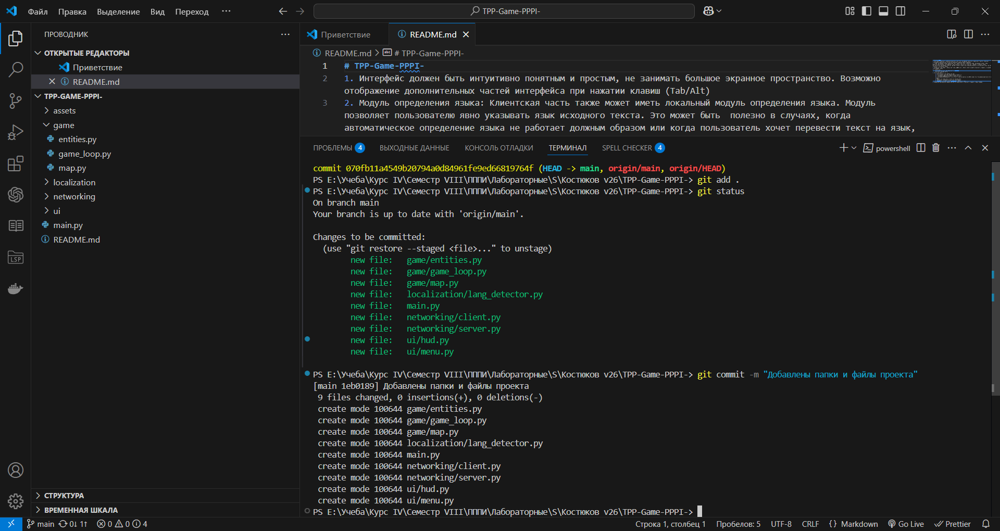 Файл Правка Выделение Вид Переход ···
TPP-Game-PPPI-
ПРОВОДНИК
ОТКРЫТЫЕ РЕДАКТОРЫ
Приветствие
README.md
TPP-GAME-PPPI-
assets
game
entities.py
game_loop.py
map.py
localization
networking
ui
main.py
README.md
СТРУКТУРА
ВРЕМЕННАЯ ШКАЛА
LSP
Приветствие README.md
README.md > # TPP-Game-PPPI-
1 # TPP-Game-PPPI-
2 1. Интерфейс должен быть интуитивно понятным и простым, не занимать большое экранное пространство. Возможно
отображение дополнительных частей интерфейса при нажатии клавиш (Tab/Alt)
3 2. Модуль определения языка: Клиентская часть также может иметь локальный модуль определения языка. Модуль
позволяет пользователю явно указывать язык исходного текста. Это может быть  полезно в случаях, когда
автоматическое определение языка не работает должным образом или когда пользователь хочет перевести текст на язык,
ПРОБЛЕМЫ 4 ВЫХОДНЫЕ ДАННЫЕ КОНСОЛЬ ОТЛАДКИ ТЕРМИНАЛ SPELL CHECKER 4 powershell
commit 070fb11a4549b20794a0d84961fe9ed66819764f (HEAD -> main, origin/main, origin/HEAD)
PS E:\Учеба\Курс IV\Семестр VIII\ПППИ\Лабораторные\S\Костюков v26\TPP-Game-PPPI-> git add .
PS E:\Учеба\Курс IV\Семестр VIII\ПППИ\Лабораторные\S\Костюков v26\TPP-Game-PPPI-> git status
On branch main
Your branch is up to date with 'origin/main'.
Changes to be committed:
(use "git restore --staged <file>..." to unstage)
new file:   game/entities.py
new file:   game/game_loop.py
new file:   game/map.py
new file:   localization/lang_detector.py
new file:   main.py
new file:   networking/client.py
new file:   networking/server.py
new file:   ui/hud.py
new file:   ui/menu.py
PS E:\Учеба\Курс IV\Семестр VIII\ПППИ\Лабораторные\S\Костюков v26\TPP-Game-PPPI-> git commit -m "Добавлены папки и файлы проекта"
[main 1eb0189] Добавлены папки и файлы проекта
9 files changed, 0 insertions(+), 0 deletions(-)
create mode 100644 game/entities.py
create mode 100644 game/game_loop.py
create mode 100644 game/map.py
create mode 100644 localization/lang_detector.py
create mode 100644 main.py
create mode 100644 networking/client.py
create mode 100644 networking/server.py
create mode 100644 ui/hud.py
create mode 100644 ui/menu.py
PS E:\Учеба\Курс IV\Семестр VIII\ПППИ\Лабораторные\S\Костюков v26\TPP-Game-PPPI->
main 0↓ 1↑ 0 0 4 Строка 1, столбец 1 Пробелов: 5 UTF-8 CRLF {} Markdown Go Live Prettier